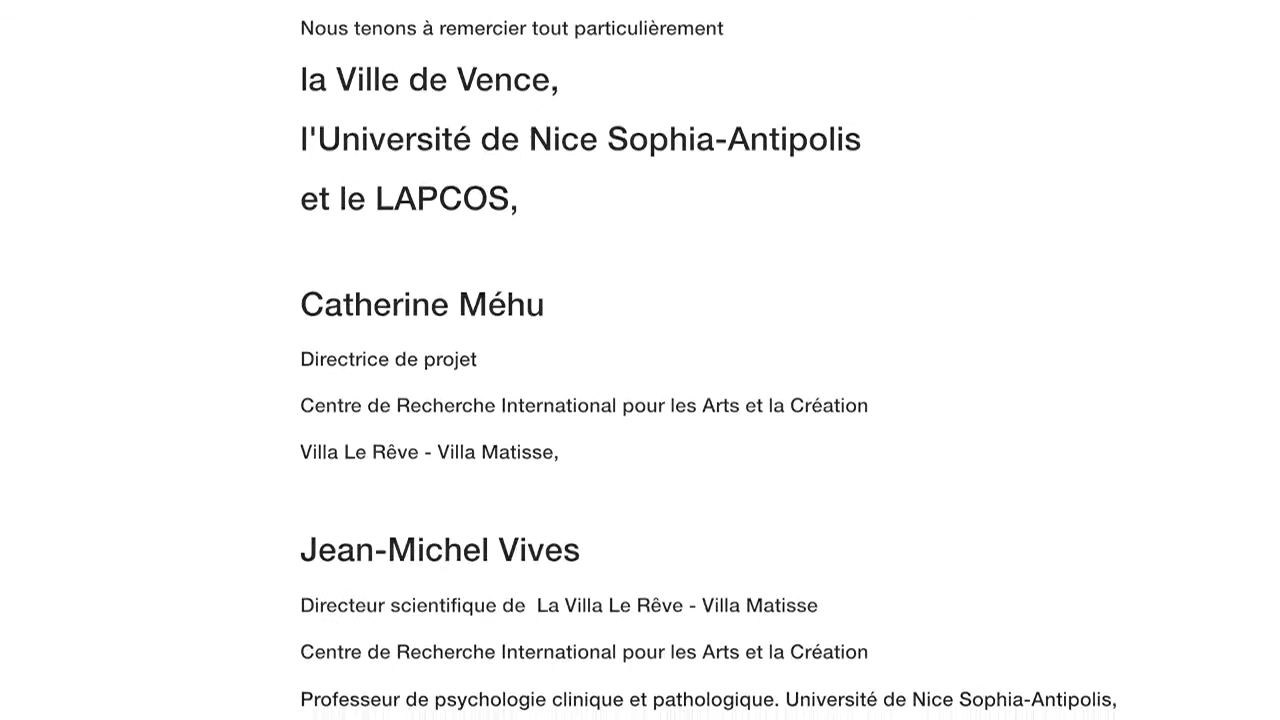 Nous tenons à remercier tout particulièrement
la Ville de Vence,
l'Université de Nice Sophia-Antipolis
et le LAPCOS,
Catherine Méhu
Directrice de projet
Centre de Recherche International pour les Arts et la Création
Villa Le Rêve - Villa Matisse,
Jean-Michel Vives
Directeur scientifique de  La Villa Le Rêve - Villa Matisse
Centre de Recherche International pour les Arts et la Création
Professeur de psychologie clinique et pathologique. Université de Nice Sophia-Antipolis,